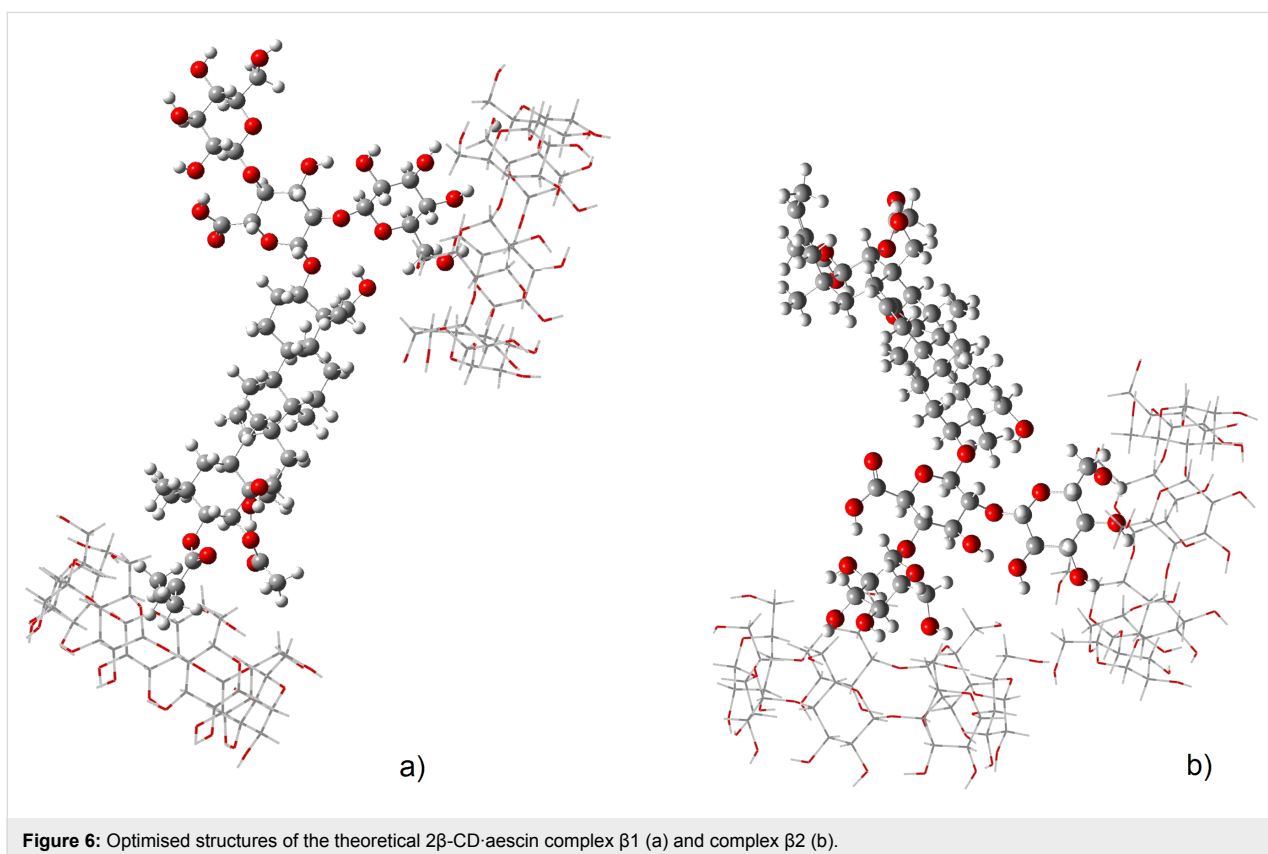 a)
b)
Figure 6: Optimised structures of the theoretical 2β-CD·aescin complex β1 (a) and complex β2 (b).